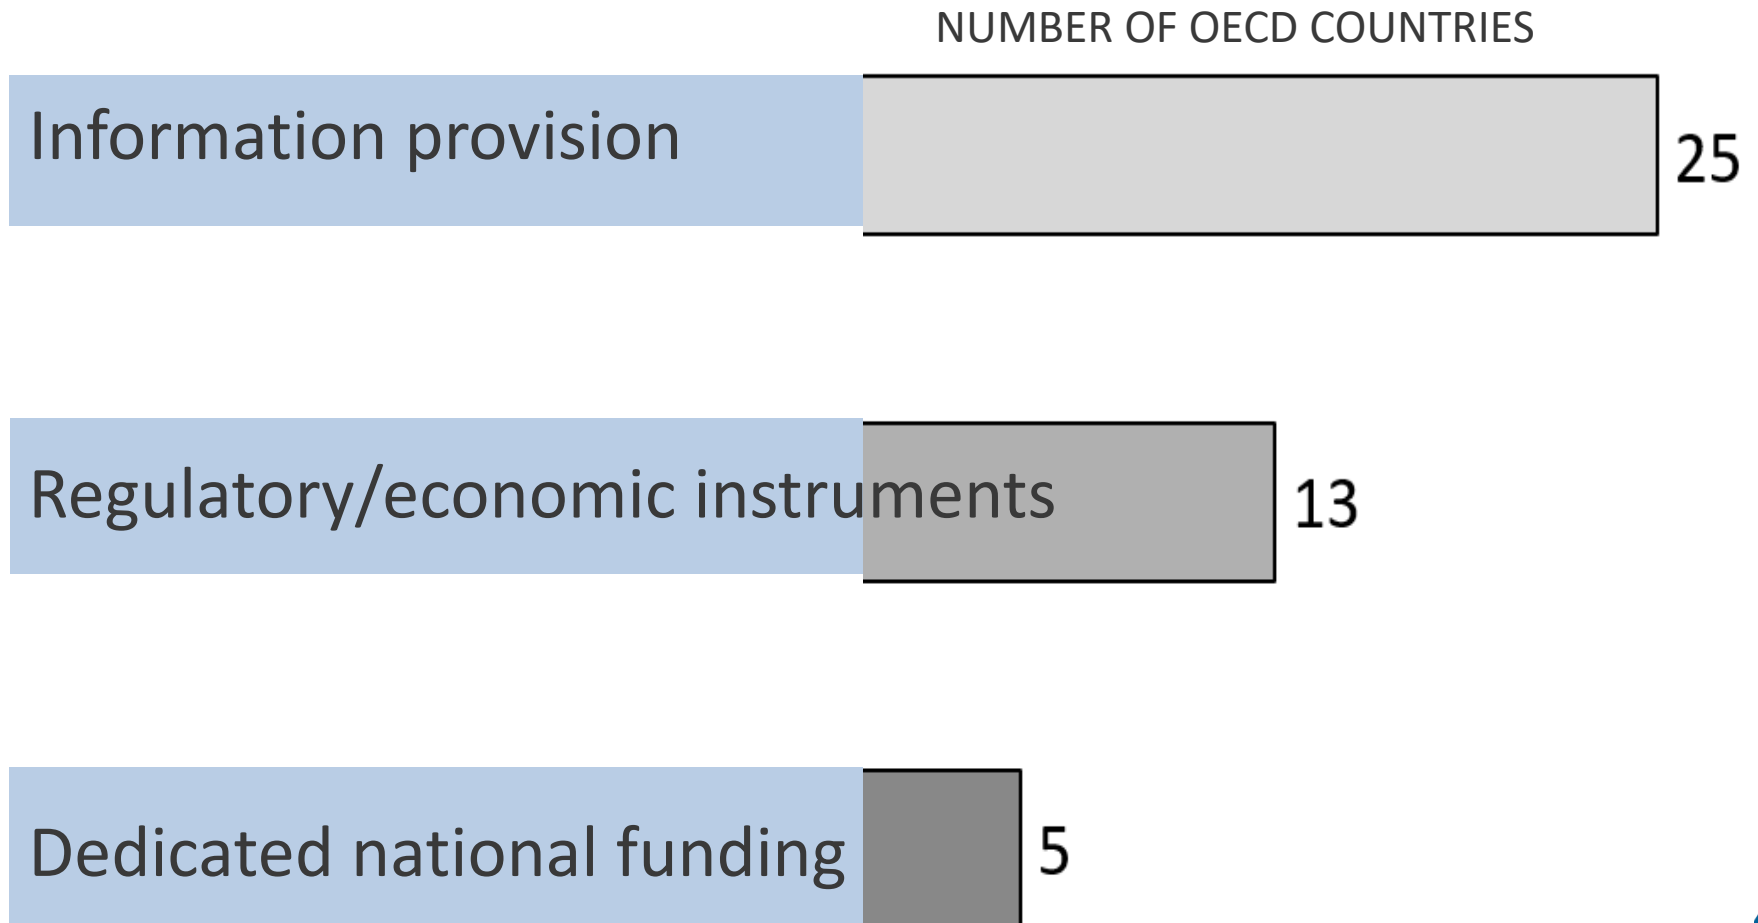 NUMBER OF OECD COUNTRIES
Information provision
25
Regulatory/economic instruments
13
Dedicated national funding
5